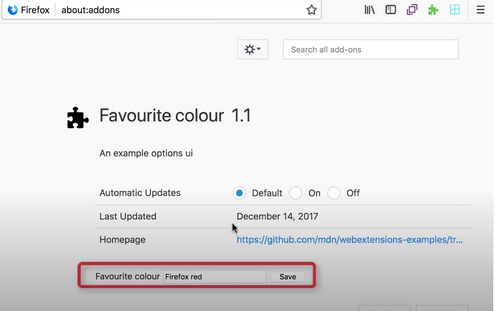 Firefox about:addons
Search all add-ons
Favourite colour 1.1
An example options ui
Automatic Updates Default On Off
Last Updated December 14, 2017
Homepage https://github.com/mdn/webextensions-examples/tr...
Favourite colour Firefox red Save